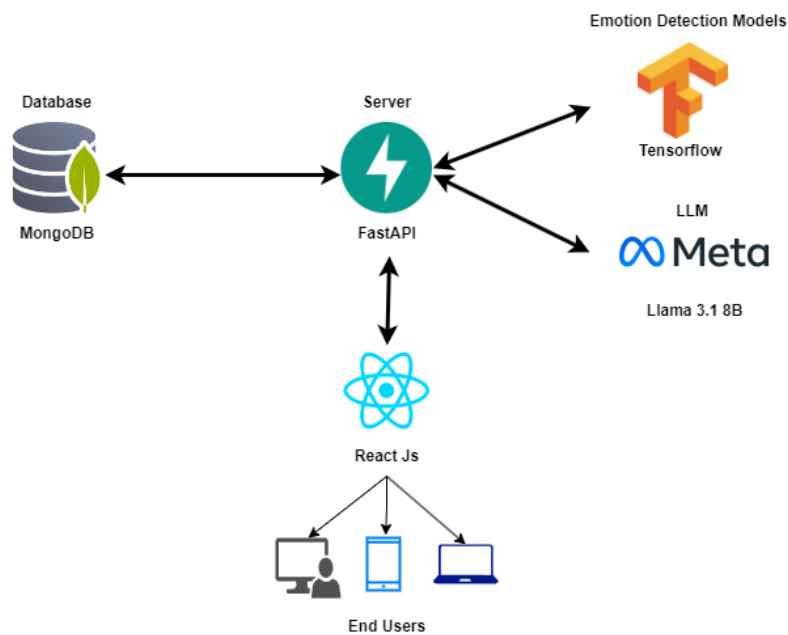 Emotion Detection Models
Database
Server
Tensorflow
MongoDB
FastAPI
LLM
Meta
Llama 3.1 8B
React Js
End Users